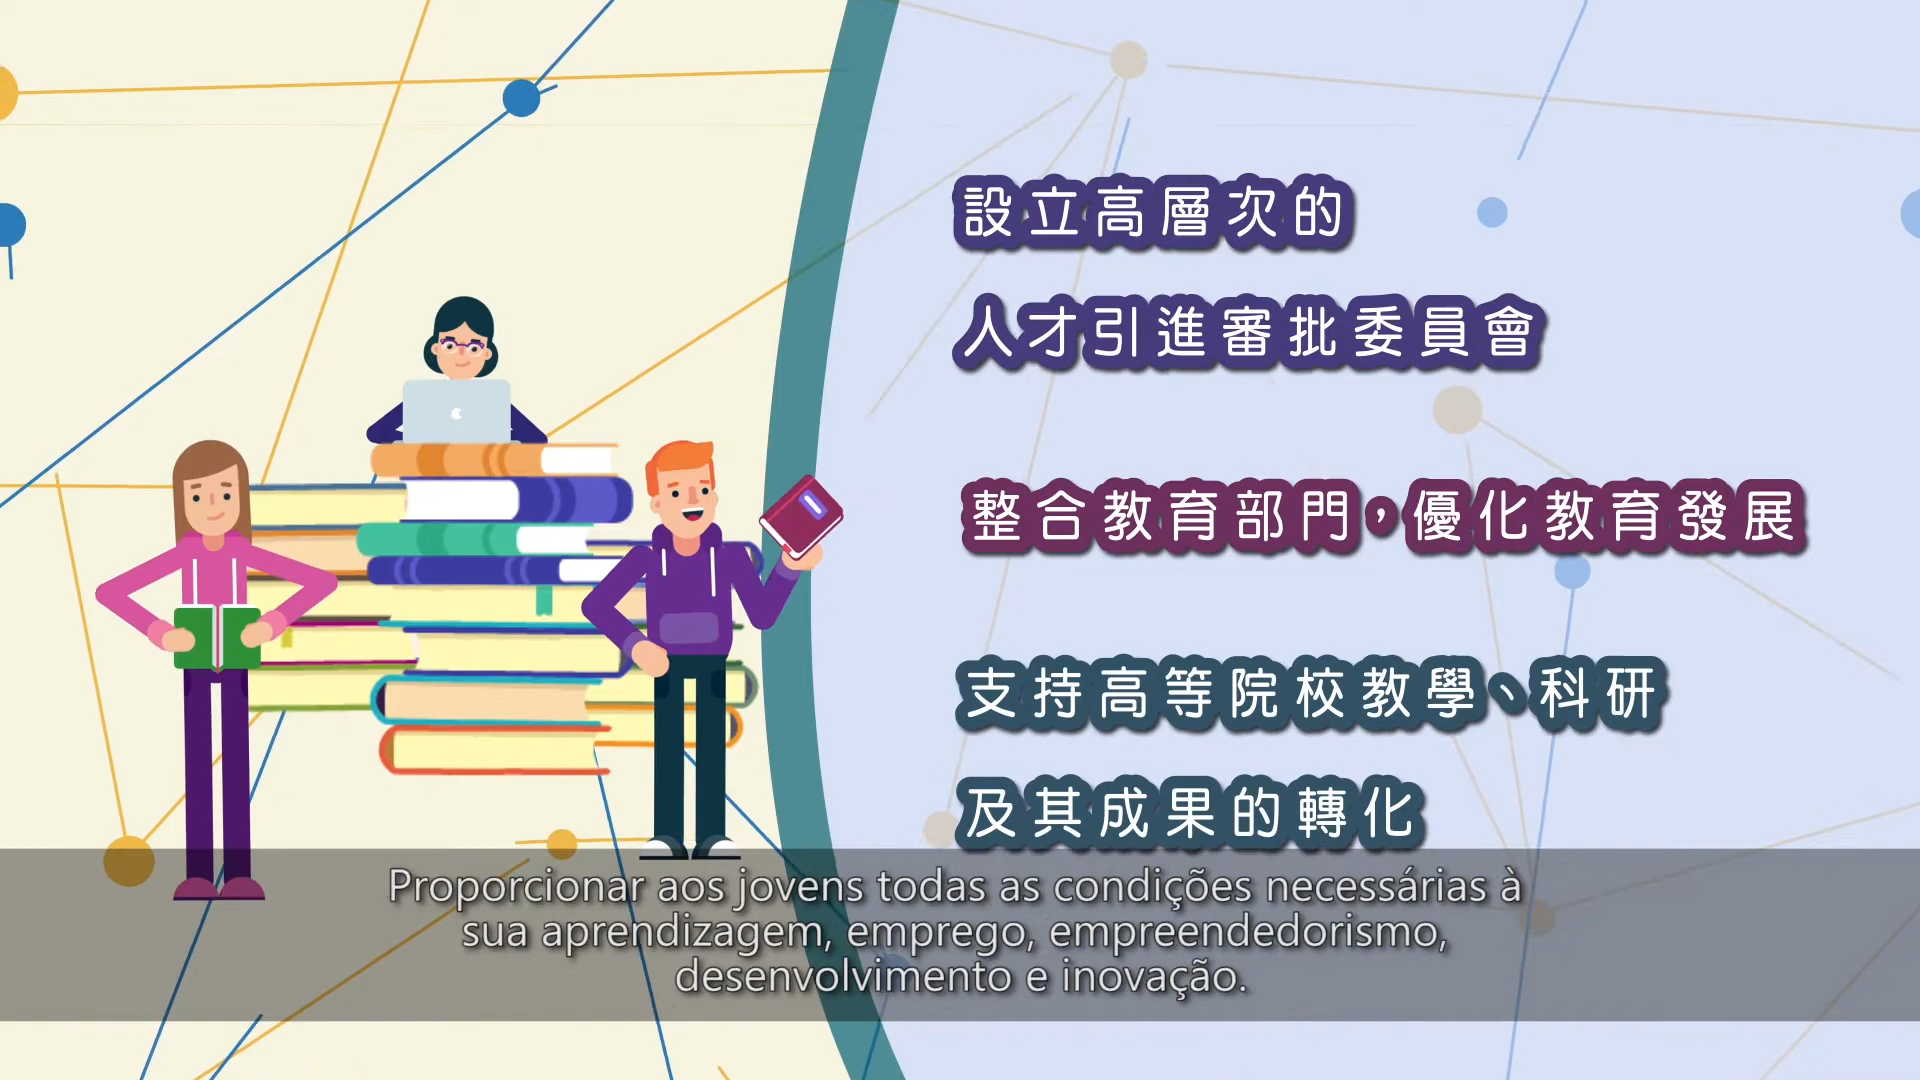 設立高層次的
人才引進審批委員會
整合教育部門，優化教育發展
支持高等院校教學、科研
及其成果的轉化
Proporcionar aos jovens todas as condições necessárias à
sua aprendizagem, emprego, empreendedorismo,
desenvolvimento e inovação.